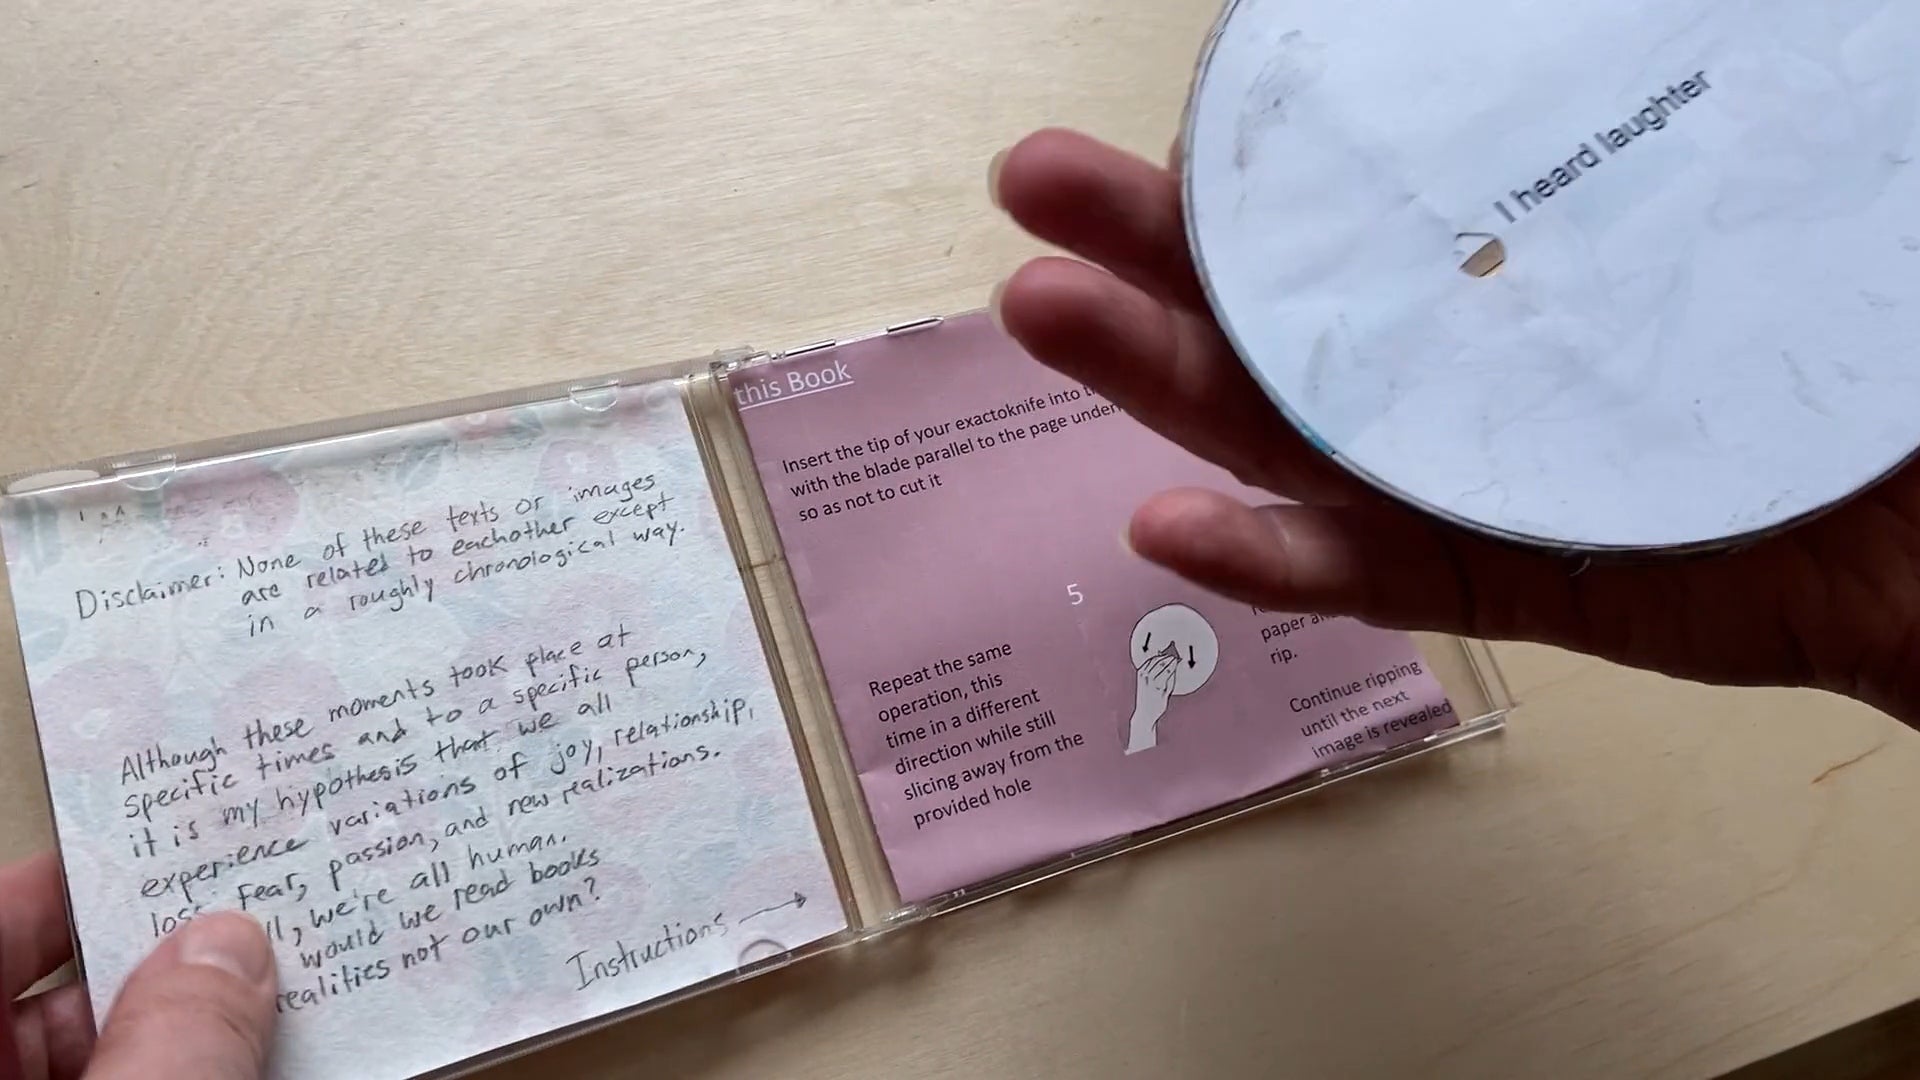 Disclaimer: None of these texts or images
are related to eachother except
in a roughly chronological way.
Although these moments took place at
specific times and to a specific person,
it is my hypothesis that we all
experience variations of joy, relationship,
fear, passion, and new realizations.
we're all human.
would we read books
realities not our own?
Instructions
this Book
Insert the tip of your exactoknife into
with the blade parallel to the page
so as not to cut it
5
Repeat the same
operation, this
time in a different
direction while still
slicing away from the
provided hole
paper
rip.
Continue ripping
until the next
image is revealed
I heard laughter